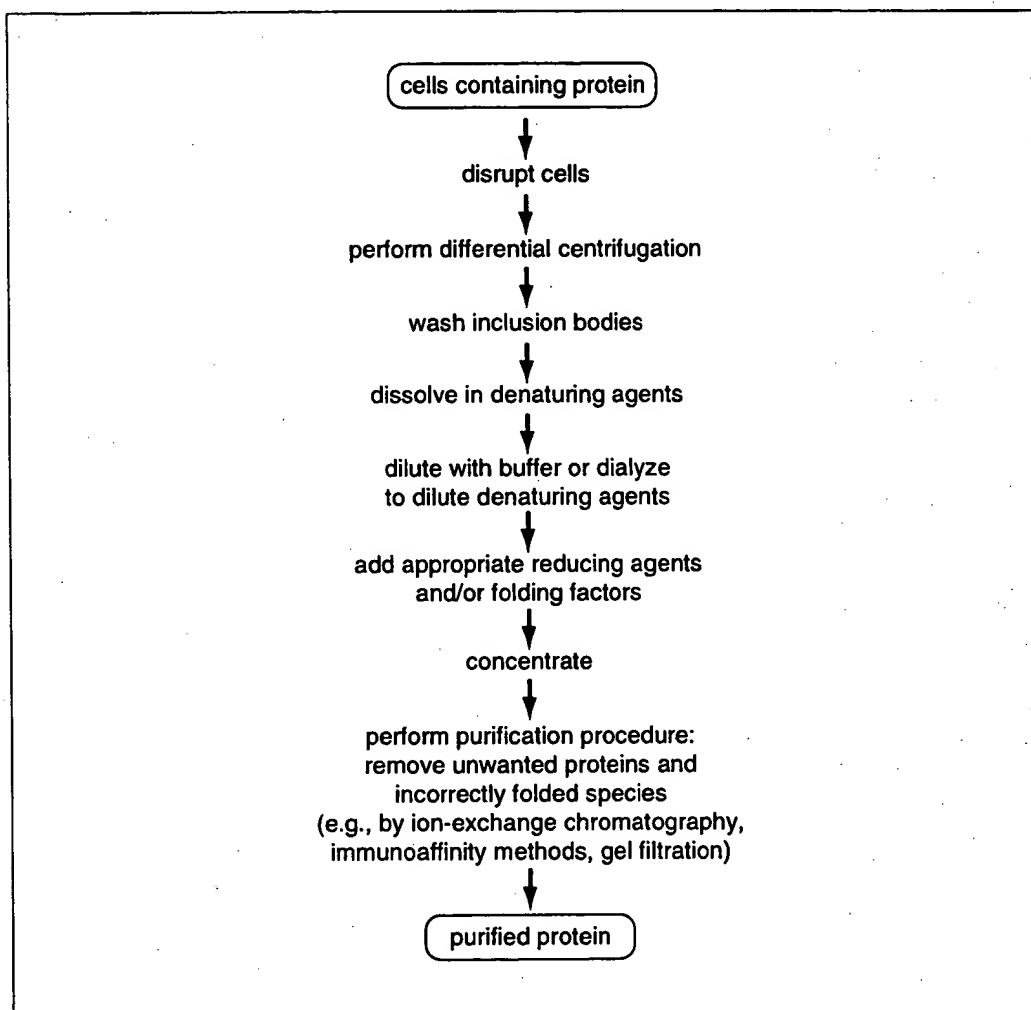 cells containing protein
disrupt cells
perform differential centrifugation
wash inclusion bodies
dissolve in denaturing agents
dilute with buffer or dialyze
to dilute denaturing agents
add appropriate reducing agents
and/or folding factors
concentrate
perform purification procedure:
remove unwanted proteins and
incorrectly folded species
(e.g., by ion-exchange chromatography,
immunoaffinity methods, gel filtration)
purified protein